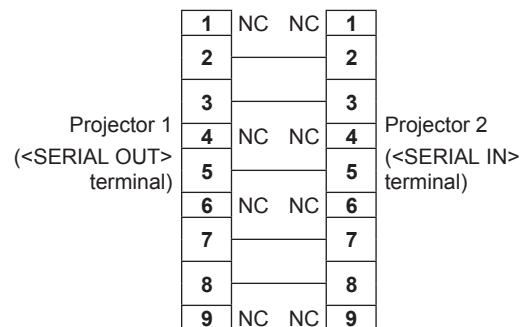 1 NC NC 1
2 2
3 3
Projector 1
(<SERIAL OUT>
terminal)
4 NC NC 4
Projector 2
(<SERIAL IN>
terminal)
5 5
6 NC NC 6
7 7
8 8
9 NC NC 9